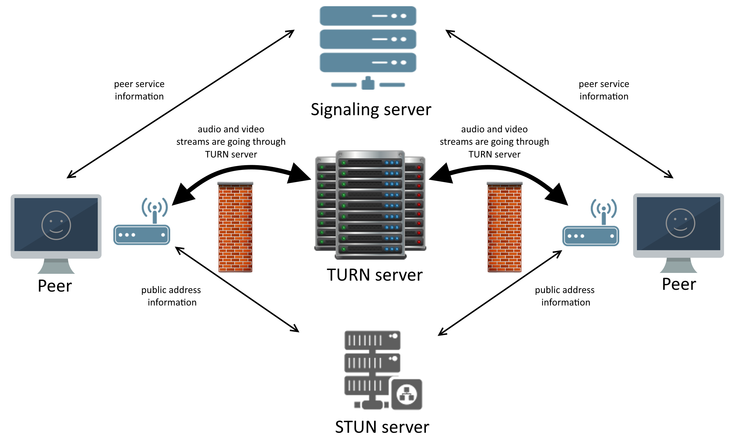 Signaling server
peer service
information
peer service
information
audio and video
streams are going through
TURN server
audio and video
streams are going through
TURN server
TURN server
Peer
Peer
public address
information
public address
information
STUN server